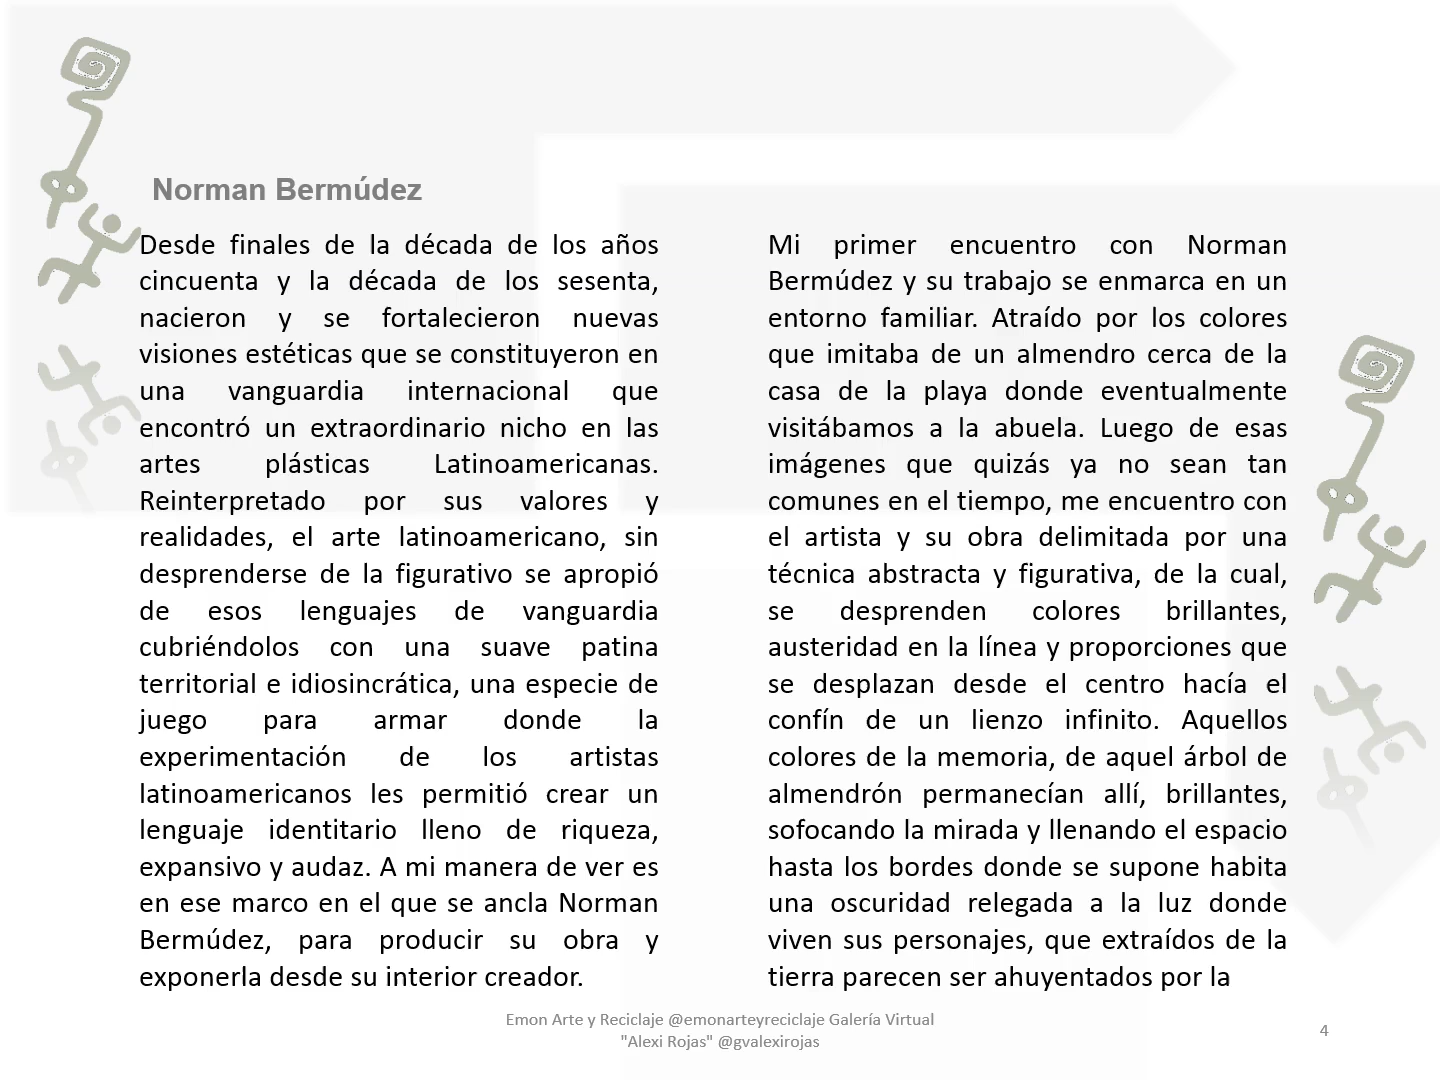 Norman Bermúdez
Desde finales de la década de los años
cincuenta y la década de los sesenta,
nacieron y se fortalecieron nuevas
visiones estéticas que se constituyeron en
una vanguardia internacional que
encontró un extraordinario nicho en las
artes plásticas Latinoamericanas.
Reinterpretado por sus valores y
realidades, el arte latinoamericano, sin
desprenderse de la figurativo se apropió
de esos lenguajes de vanguardia
cubriéndolos con una suave patina
territorial e idiosincrática, una especie de
juego para armar donde la
experimentación de los artistas
latinoamericanos les permitió crear un
lenguaje identitario lleno de riqueza,
expansivo y audaz. A mi manera de ver es
en ese marco en el que se ancla Norman
Bermúdez, para producir su obra y
exponerla desde su interior creador.
Mi primer encuentro con Norman
Bermúdez y su trabajo se enmarca en un
entorno familiar. Atraído por los colores
que imitaba de un almendro cerca de la
casa de la playa donde eventualmente
visitábamos a la abuela. Luego de esas
imágenes que quizás ya no sean tan
comunes en el tiempo, me encuentro con
el artista y su obra delimitada por una
técnica abstracta y figurativa, de la cual,
se desprenden colores brillantes,
austeridad en la línea y proporciones que
se desplazan desde el centro hacía el
confín de un lienzo infinito. Aquellos
colores de la memoria, de aquel árbol de
almendrón permanecían allí, brillantes,
sofocando la mirada y llenando el espacio
hasta los bordes donde se supone habita
una oscuridad relegada a la luz donde
viven sus personajes, que extraídos de la
tierra parecen ser ahuyentados por la
Emon Arte y Reciclaje @emonarteyreciclaje Galería Virtual
"Alexi Rojas" @gvalexirojas
4